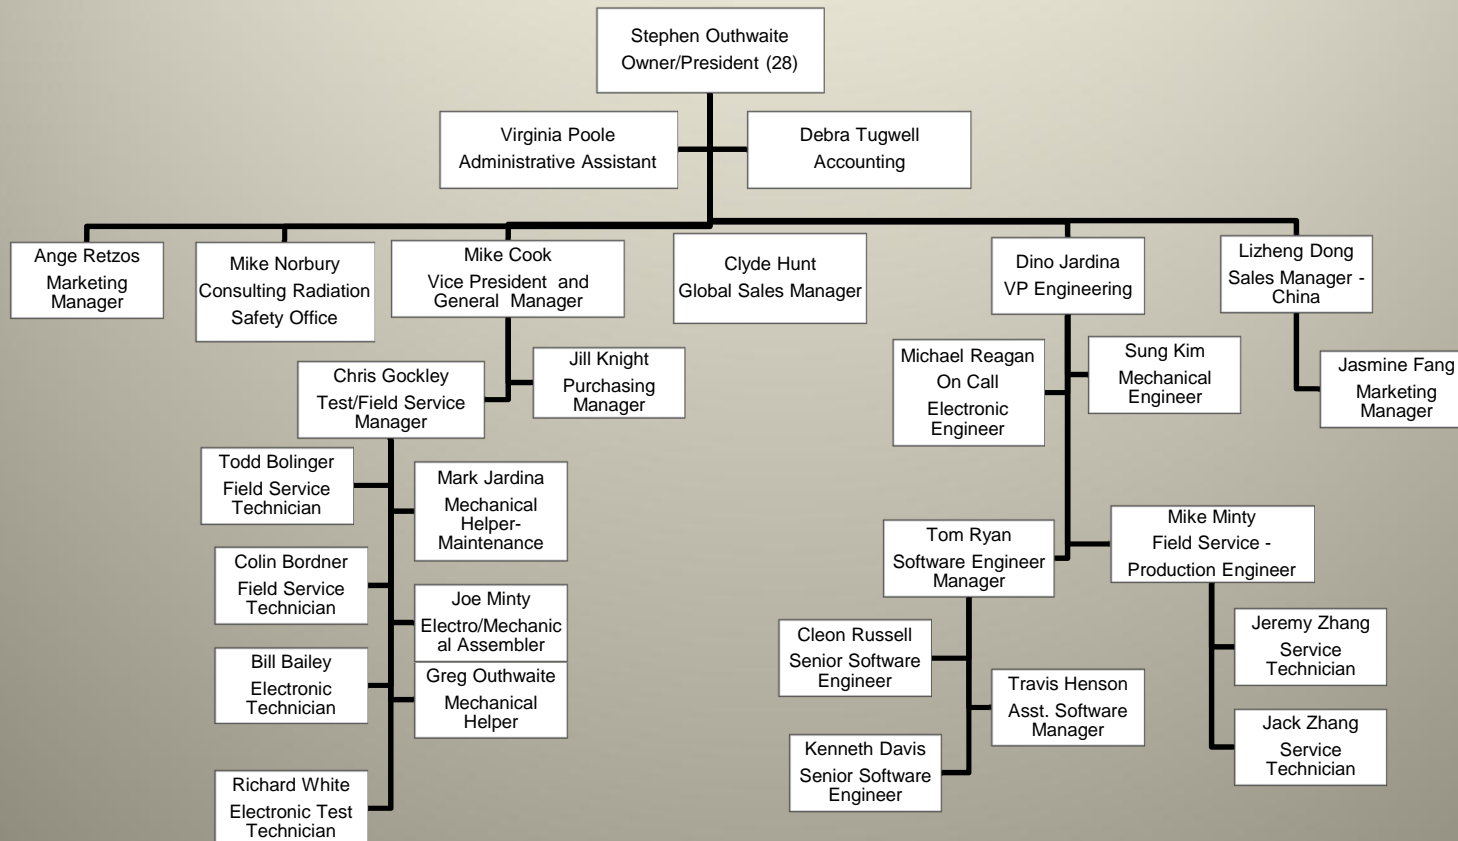 Stephen Outhwaite
Owner/President (28)
Virginia Poole
Administrative Assistant
Debra Tugwell
Accounting
Ange Retzos
Marketing
Manager
Mike Norbury
Consulting Radiation
Safety Office
Mike Cook
Vice President and
General Manager
Clyde Hunt
Global Sales Manager
Dino Jardina
VP Engineering
Lizheng Dong
Sales Manager -
China
Chris Gockley
Test/Field Service
Manager
Jill Knight
Purchasing
Manager
Michael Reagan
On Call
Electronic
Engineer
Sung Kim
Mechanical
Engineer
Jasmine Fang
Marketing
Manager
Todd Bolinger
Field Service
Technician
Mark Jardina
Mechanical
Helper-
Maintenance
Colin Bordner
Field Service
Technician
Joe Minty
Electro/Mechanic
al Assembler
Bill Bailey
Electronic
Technician
Greg Outhwaite
Mechanical
Helper
Richard White
Electronic Test
Technician
Tom Ryan
Software Engineer
Manager
Mike Minty
Field Service -
Production Engineer
Cleon Russell
Senior Software
Engineer
Travis Henson
Asst. Software
Manager
Kenneth Davis
Senior Software
Engineer
Jeremy Zhang
Service
Technician
Jack Zhang
Service
Technician